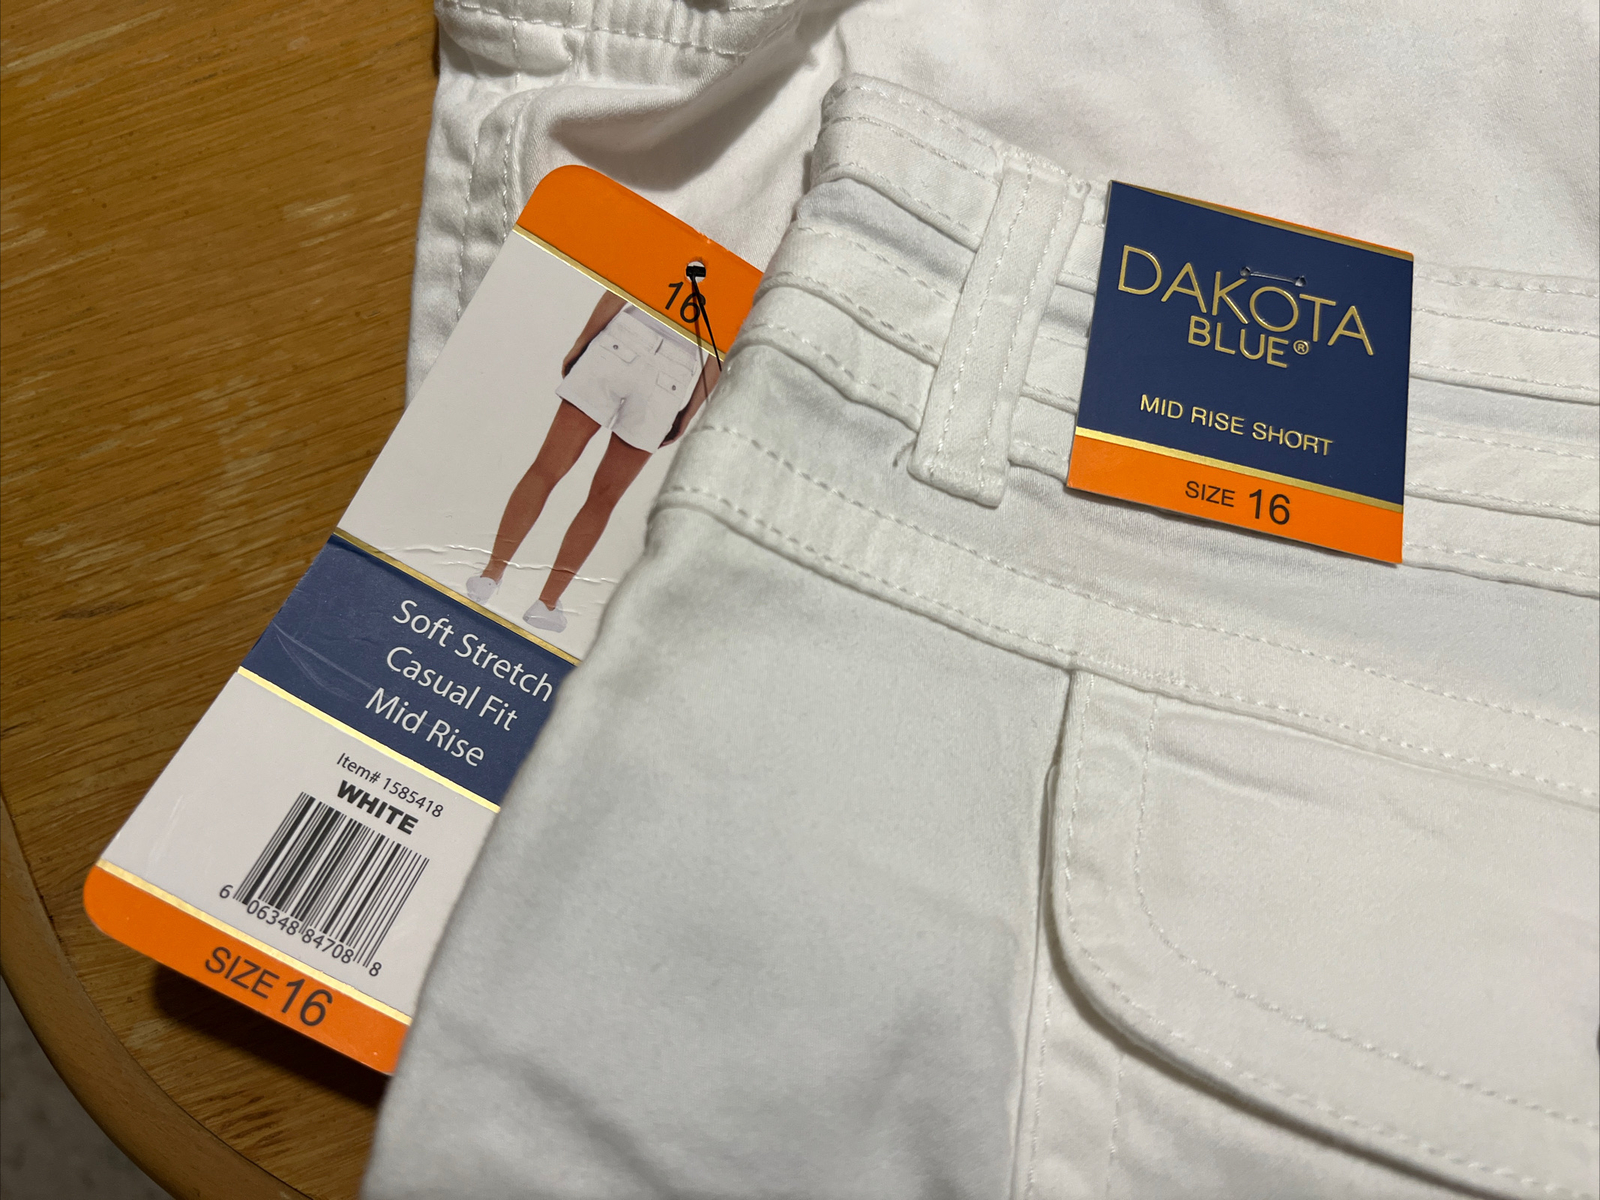 16
Soft Stretch
Casual Fit
Mid Rise
Item# 1585418
WHITE
6 06348 84708 8
SIZE 16
DAKOTA
BLUE®
MID RISE SHORT
SIZE 16